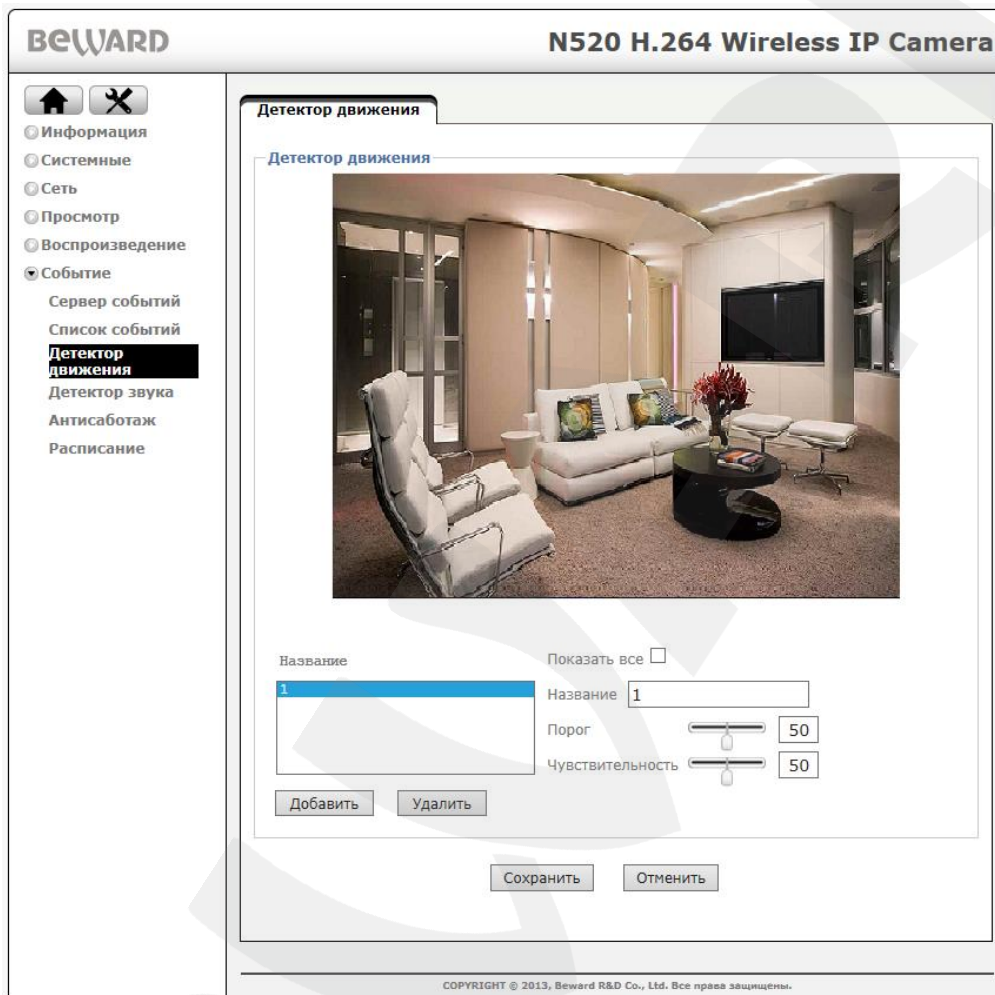 BEWARD
N520 H.264 Wireless IP Camera
Информация
Системные
Сеть
Просмотр
Воспроизведение
Событие
Сервер событий
Список событий
Детектор
движения
Детектор звука
Антисаботаж
Расписание
Детектор движения
Детектор движения
Название
1
Добавить
Удалить
Показать все
Название 1
Порог 50
Чувствительность 50
Сохранить
Отменить
COPYRIGHT © 2013, Beward R&D Co., Ltd. Все права защищены.